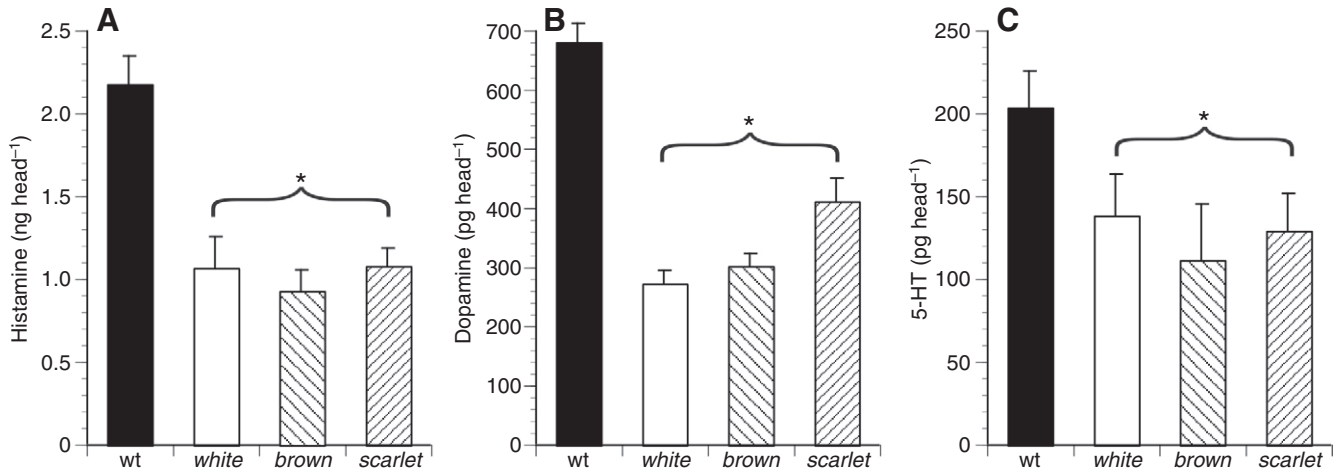 A
Histamine (ng head⁻¹)
2.5
2.0
1.5
1.0
0.5
0
*
wt white brown scarlet
B
Dopamine (pg head⁻¹)
700
600
500
400
300
200
100
0
*
wt white brown scarlet
C
5-HT (pg head⁻¹)
250
200
150
100
50
0
*
wt white brown scarlet